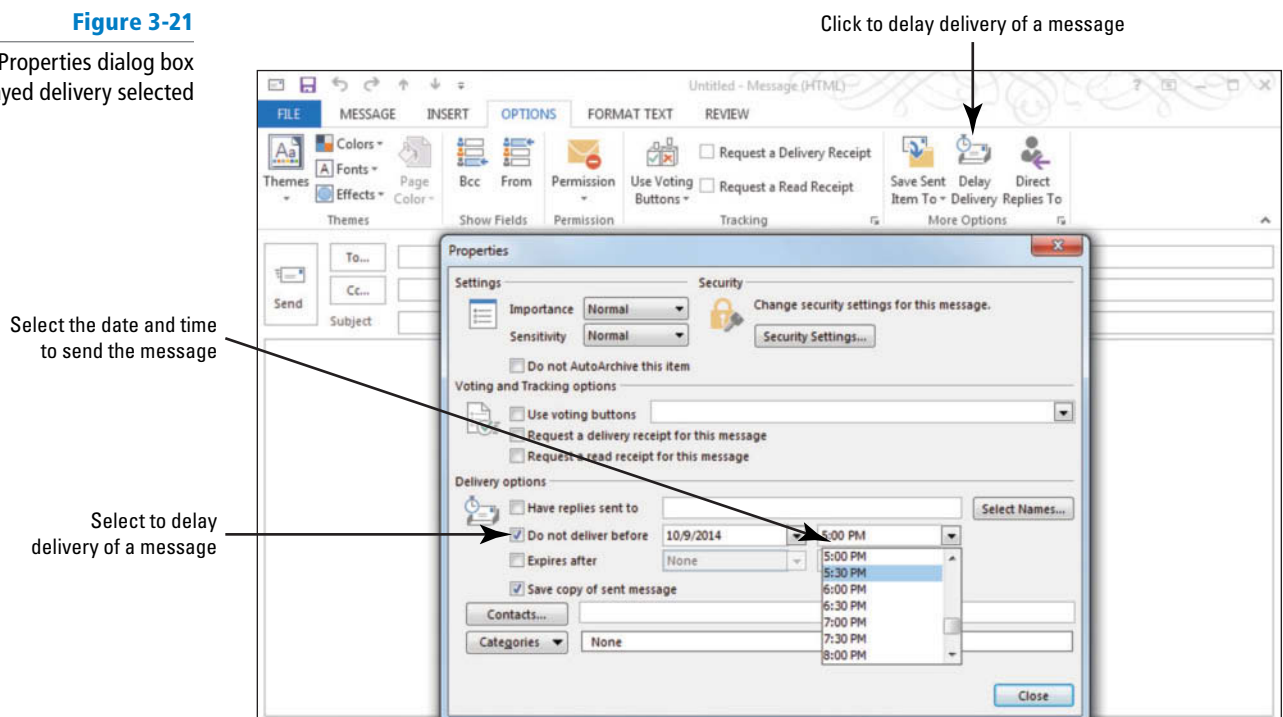 Figure 3-21
Properties dialog box
delivery selected
Click to delay delivery of a message
Untitled - Message (HTML)
FILE MESSAGE INSERT OPTIONS FORMAT TEXT REVIEW
Aa
Themes
Colors
A Fonts
Effects
Page
Color
Themes
Bcc From
Show Fields
Permission
Permission
Use Voting
Buttons
Request a Delivery Receipt
Request a Read Receipt
Tracking
Save Sent
Item To
Delay
Delivery
Direct
Replies To
More Options
Send
To...
Cc...
Subject
Properties
Settings
Importance Normal
Sensitivity Normal
Do not AutoArchive this item
Security
Change security settings for this message.
Security Settings...
Select the date and time
to send the message
Voting and Tracking options
Use voting buttons
Request a delivery receipt for this message
Request a read receipt for this message
Delivery options
Have replies sent to Select Names...
Select to delay
delivery of a message
Do not deliver before 10/9/2014 5:00 PM
Expires after None
5:00 PM
5:30 PM
6:00 PM
6:30 PM
7:00 PM
7:30 PM
8:00 PM
Save copy of sent message
Contacts...
Categories None
Close